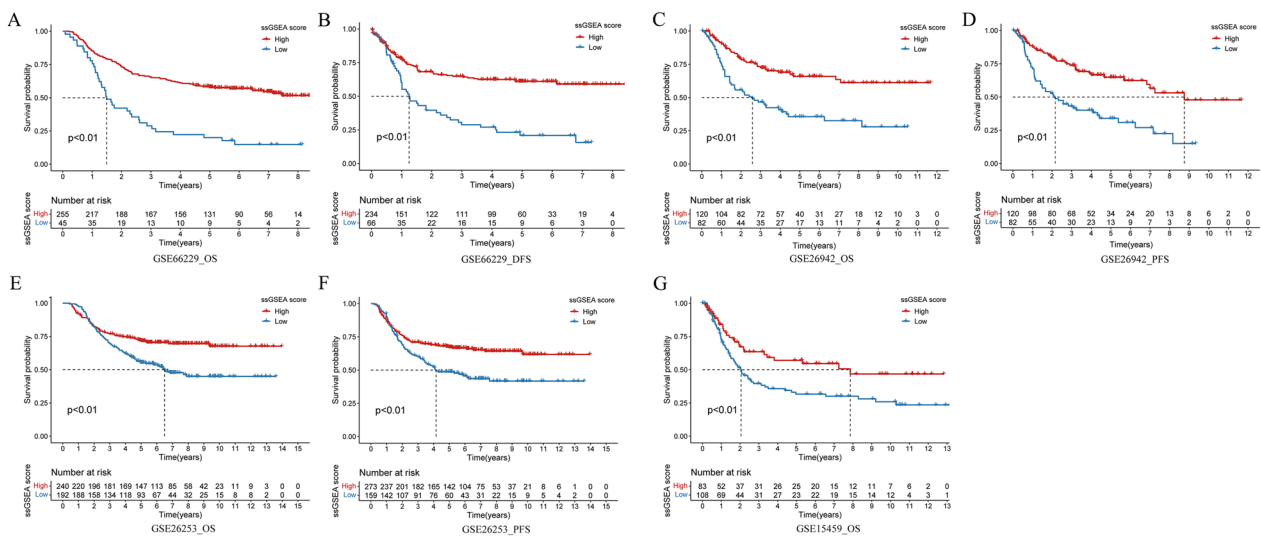 A
ssGSEA score
High
Low
Survival probability
1.00
0.75
0.50
0.25
0.00
p<0.01
0 1 2 3 4 5 6 7 8
Time(years)
Number at risk
ssGSEA score
High 255 217 188 167 156 131 90 56 14
Low 45 35 19 13 10 9 5 4 2
0 1 2 3 4 5 6 7 8
Time(years)
GSE66229_OS
B
ssGSEA score
High
Low
Survival probability
1.00
0.75
0.50
0.25
0.00
p<0.01
0 1 2 3 4 5 6 7 8
Time(years)
Number at risk
ssGSEA score
High 234 151 122 111 99 60 33 19 4
Low 66 35 22 16 15 9 6 3 0
0 1 2 3 4 5 6 7 8
Time(years)
GSE66229_DFS
C
ssGSEA score
High
Low
Survival probability
1.00
0.75
0.50
0.25
0.00
p<0.01
0 1 2 3 4 5 6 7 8 9 10 11 12
Time(years)
Number at risk
ssGSEA score
High 120 104 82 72 57 40 31 27 18 12 10 3 0
Low 82 60 44 35 27 17 13 11 7 4 2 0 0
0 1 2 3 4 5 6 7 8 9 10 11 12
Time(years)
GSE26942_OS
D
ssGSEA score
High
Low
Survival probability
1.00
0.75
0.50
0.25
0.00
p<0.01
0 1 2 3 4 5 6 7 8 9 10 11 12
Time(years)
Number at risk
ssGSEA score
High 120 98 80 68 52 34 24 20 13 8 6 2 0
Low 82 55 40 30 23 13 9 7 3 2 0 0 0
0 1 2 3 4 5 6 7 8 9 10 11 12
Time(years)
GSE26942_PFS
E
ssGSEA score
High
Low
Survival probability
1.00
0.75
0.50
0.25
0.00
p<0.01
0 1 2 3 4 5 6 7 8 9 10 11 12 13 14 15
Time(years)
Number at risk
ssGSEA score
High 240 220 196 181 169 147 113 85 58 42 23 11 9 3 0 0
Low 192 188 158 134 118 93 67 44 32 25 15 8 8 2 0 0
0 1 2 3 4 5 6 7 8 9 10 11 12 13 14 15
Time(years)
GSE26253_OS
F
ssGSEA score
High
Low
Survival probability
1.00
0.75
0.50
0.25
0.00
p<0.01
0 1 2 3 4 5 6 7 8 9 10 11 12 13 14 15
Time(years)
Number at risk
ssGSEA score
High 273 237 201 182 165 142 104 75 53 37 21 8 6 1 0 0
Low 159 142 107 91 76 60 43 31 22 15 9 5 4 2 0 0
0 1 2 3 4 5 6 7 8 9 10 11 12 13 14 15
Time(years)
GSE26253_PFS
G
ssGSEA score
High
Low
Survival probability
1.00
0.75
0.50
0.25
0.00
p<0.01
0 1 2 3 4 5 6 7 8 9 10 11 12 13
Time(years)
Number at risk
ssGSEA score
High 83 52 37 31 26 25 20 15 12 11 7 6 2 0
Low 108 69 44 31 27 23 22 19 15 14 12 4 3 1
0 1 2 3 4 5 6 7 8 9 10 11 12 13
Time(years)
GSE15459_OS